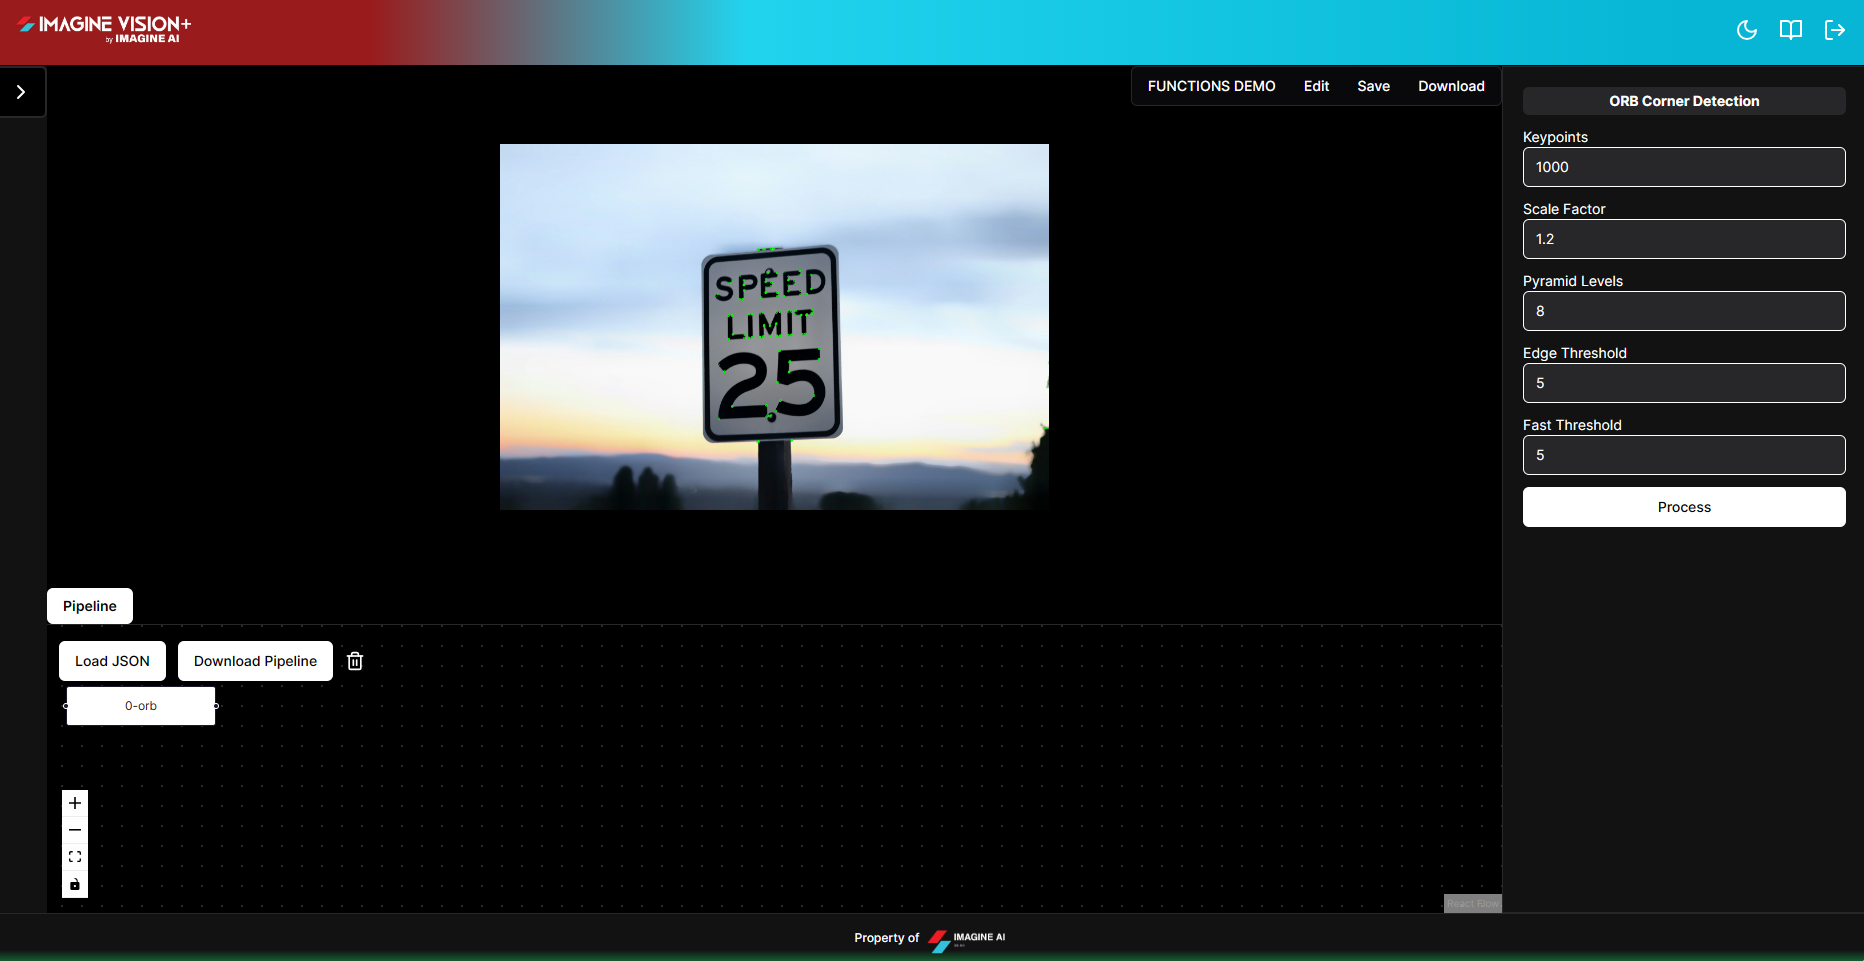 IMAGINE VISION+
by IMAGINE AI
FUNCTIONS DEMO Edit Save Download
SPEED
LIMIT
25
ORB Corner Detection
Keypoints
1000
Scale Factor
1.2
Pyramid Levels
8
Edge Threshold
5
Fast Threshold
5
Process
Pipeline
Load JSON Download Pipeline
0-orb
React Flow
Property of IMAGINE AI